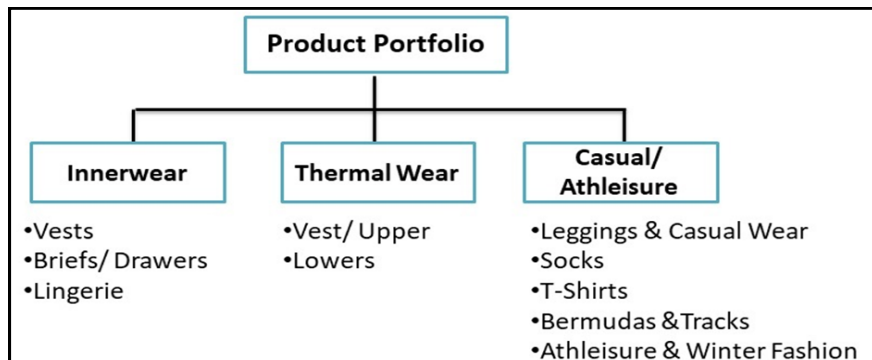 Product Portfolio
Innerwear
•Vests
•Briefs/ Drawers
•Lingerie
Thermal Wear
•Vest/ Upper
•Lowers
Casual/
Athleisure
•Leggings & Casual Wear
•Socks
•T-Shirts
•Bermudas &Tracks
•Athleisure & Winter Fashion